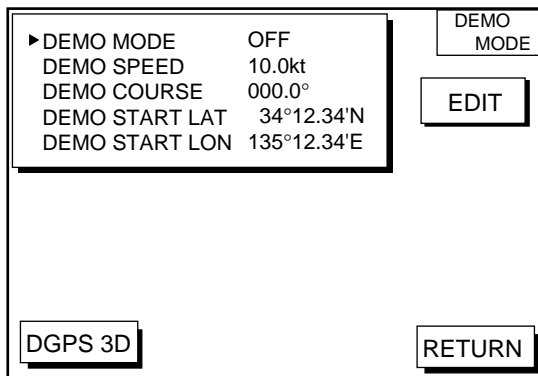 DEMO
MODE
▶DEMO MODE OFF
DEMO SPEED 10.0kt
DEMO COURSE 000.0°
DEMO START LAT 34°12.34'N
DEMO START LON 135°12.34'E
EDIT
DGPS 3D
RETURN